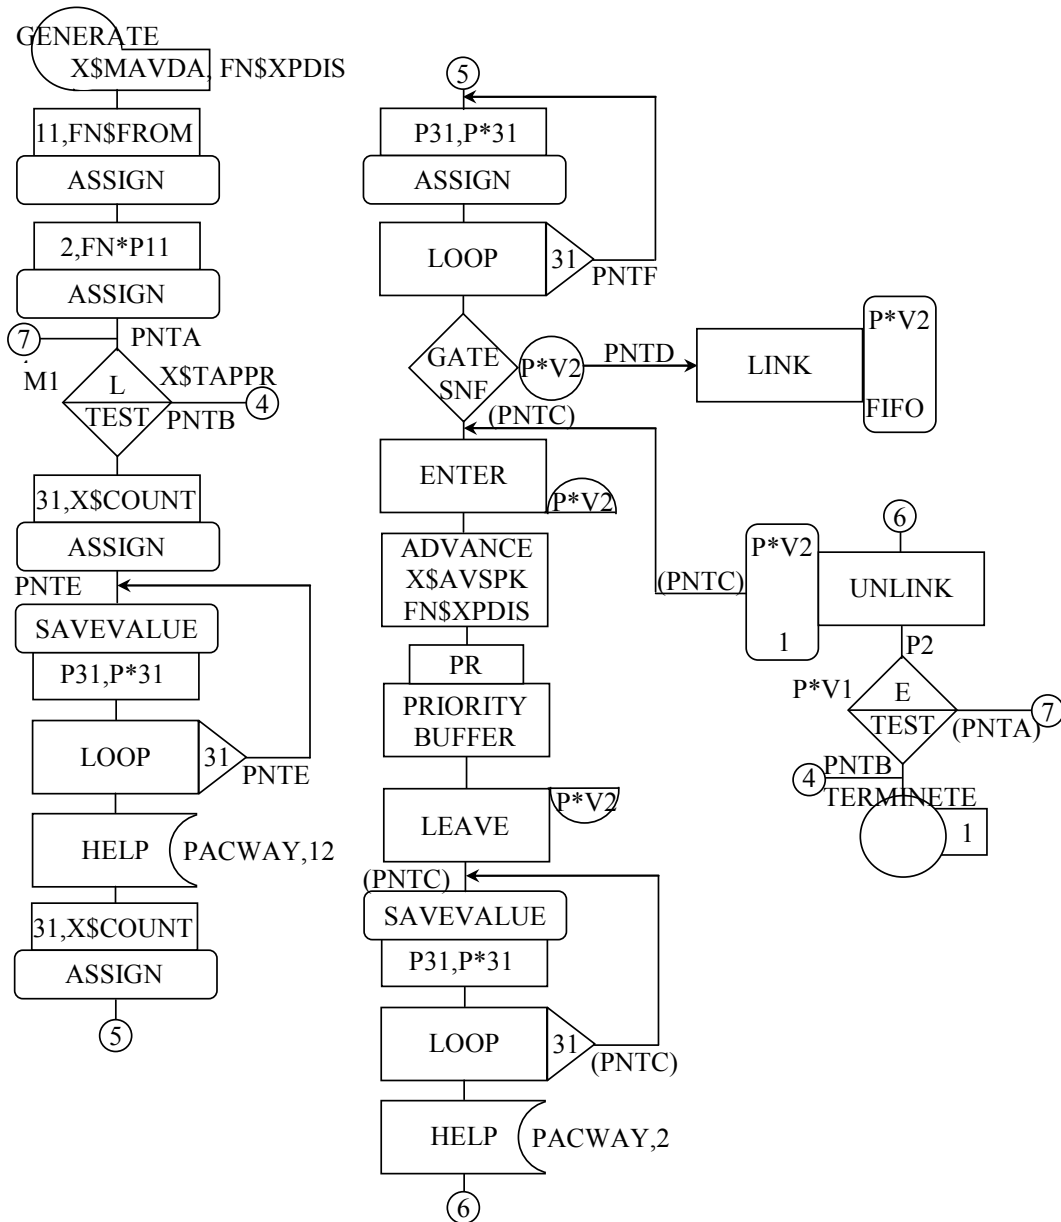 GENERATE
X$MAVDA, FN$XPDIS
11,FN$FROM
ASSIGN
2,FN*P11
ASSIGN
7
PNTA
M1
L
TEST
X$TAPPR
PNTB
4
31,X$COUNT
ASSIGN
PNTE
SAVEVALUE
P31,P*31
LOOP
31
PNTE
HELP
PACWAY,12
31,X$COUNT
ASSIGN
5
5
P31,P*31
ASSIGN
LOOP
31
PNTF
GATE
SNF
P*V2
PNTD
LINK
P*V2
FIFO
(PNTC)
ENTER
P*V2
ADVANCE
X$AVSPK
FN$XPDIS
PR
PRIORITY
BUFFER
LEAVE
P*V2
(PNTC)
SAVEVALUE
P31,P*31
LOOP
31
(PNTC)
HELP
PACWAY,2
6
6
(PNTC)
P*V2
1
UNLINK
P2
P*V1
E
TEST
(PNTA)
7
4
PNTB
TERMINETE
1